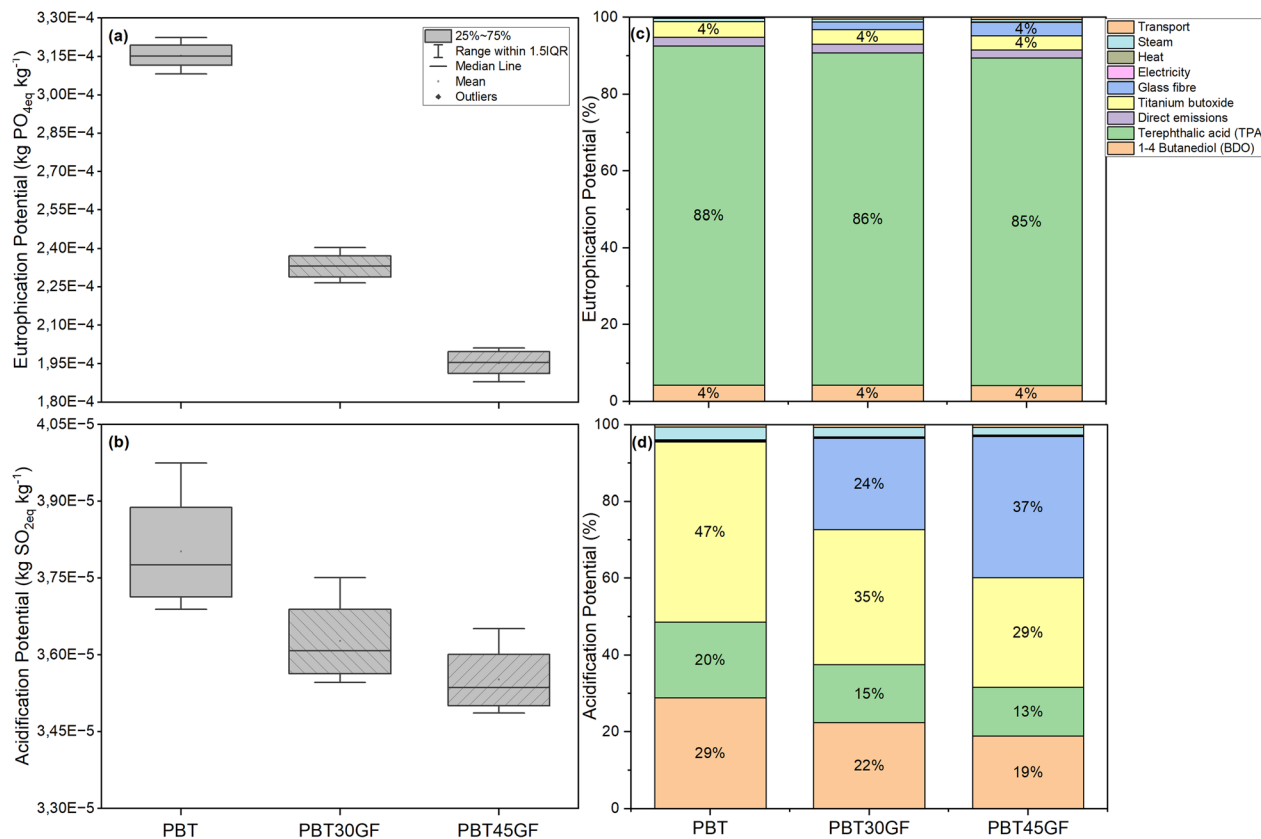 (a)
Eutrophication Potential (kg PO4eq kg-1)
3,30E−4
3,15E−4
3,00E−4
2,85E−4
2,70E−4
2,55E−4
2,40E−4
2,25E−4
2,10E−4
1,95E−4
1,80E−4
25%~75%
Range within 1.5IQR
Median Line
Mean
Outliers
(c)
Eutrophication Potential (%)
100
80
60
40
20
0
4%
88%
4%
4%
86%
4%
4%
4%
85%
4%
Transport
Steam
Heat
Electricity
Glass fibre
Titanium butoxide
Direct emissions
Terephthalic acid (TPA
1-4 Butanediol (BDO)
(b)
Acidification Potential (kg SO2eq kg-1)
4,05E−5
3,90E−5
3,75E−5
3,60E−5
3,45E−5
3,30E−5
PBT
PBT30GF
PBT45GF
(d)
Acidification Potential (%)
100
80
60
40
20
0
47%
20%
29%
24%
35%
15%
22%
37%
29%
13%
19%
PBT
PBT30GF
PBT45GF